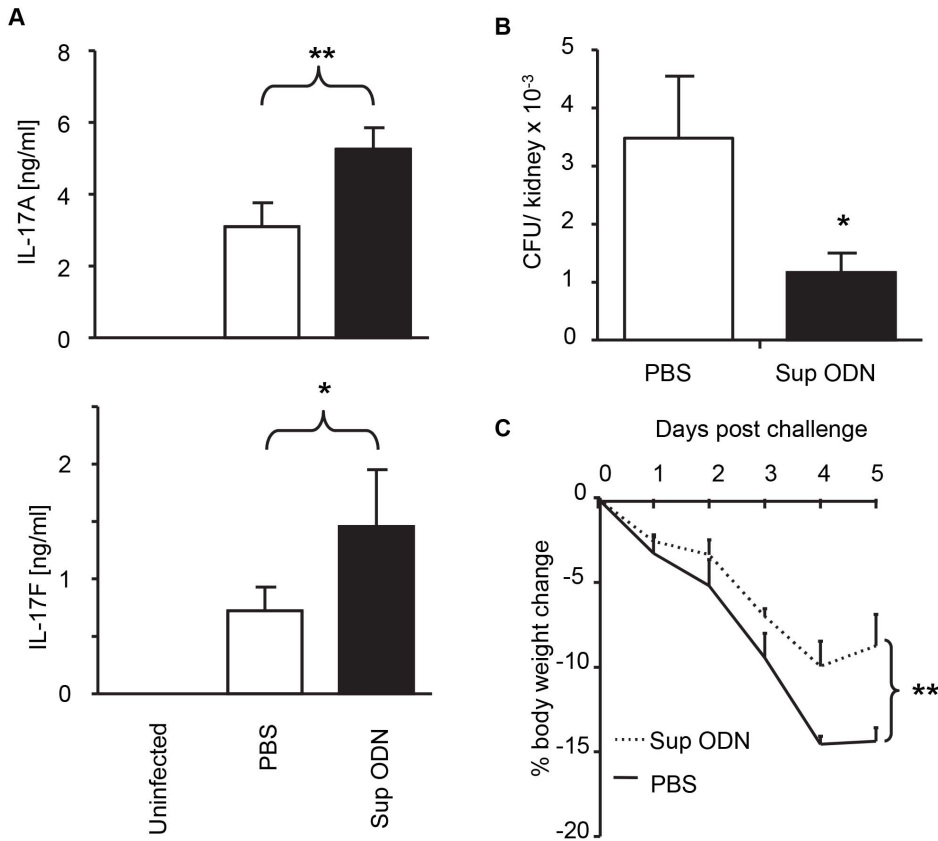 A
8
6
4
2
0
IL-17A [ng/ml]
**
2
1
0
IL-17F [ng/ml]
*
Uninfected
PBS
Sup ODN
B
5
4
3
2
1
0
CFU/ kidney x 10-3
*
PBS
Sup ODN
C
Days post challenge
0 1 2 3 4 5
0
-5
-10
-15
-20
% body weight change
**
Sup ODN
PBS